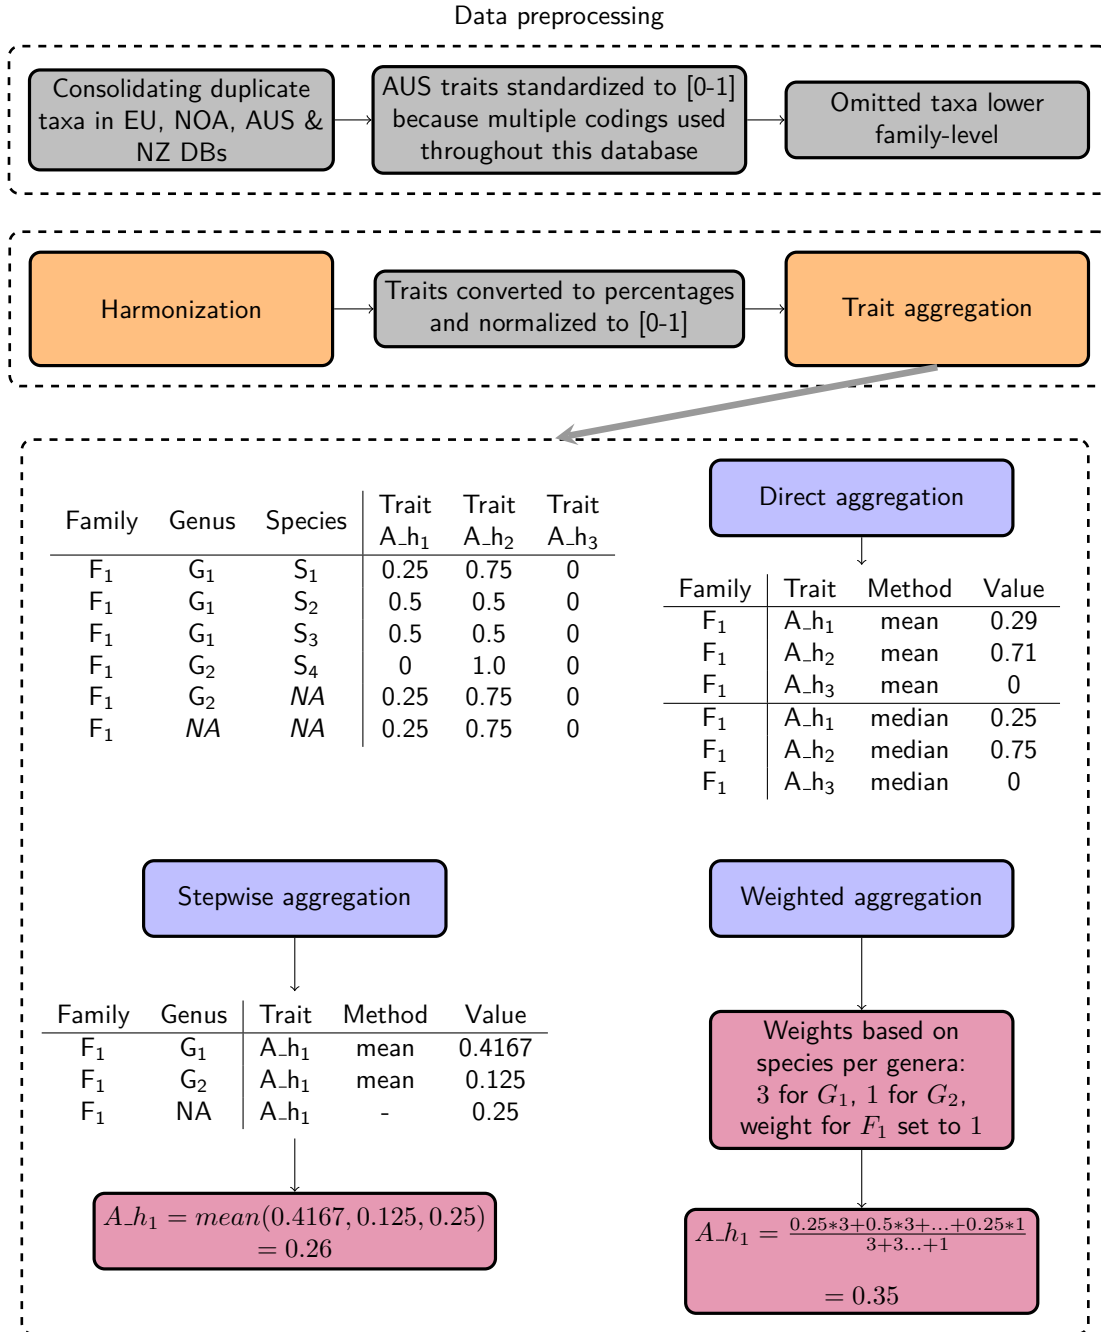 Data preprocessing
Consolidating duplicate
taxa in EU, NOA, AUS &
NZ DBs
AUS traits standardized to [0-1]
because multiple codings used
throughout this database
Omitted taxa lower
family-level
Harmonization
Traits converted to percentages
and normalized to [0-1]
Trait aggregation
Family Genus Species Trait A_h₁ Trait A_h₂ Trait A_h₃
F₁ G₁ S₁ 0.25 0.75 0
F₁ G₁ S₂ 0.5 0.5 0
F₁ G₁ S₃ 0.5 0.5 0
F₁ G₂ S₄ 0 1.0 0
F₁ G₂ NA 0.25 0.75 0
F₁ NA NA 0.25 0.75 0
Direct aggregation
Family Trait Method Value
F₁ A_h₁ mean 0.29
F₁ A_h₂ mean 0.71
F₁ A_h₃ mean 0
F₁ A_h₁ median 0.25
F₁ A_h₂ median 0.75
F₁ A_h₃ median 0
Stepwise aggregation
Family Genus Trait Method Value
F₁ G₁ A_h₁ mean 0.4167
F₁ G₂ A_h₁ mean 0.125
F₁ NA A_h₁ - 0.25
A_h₁ = mean(0.4167, 0.125, 0.25)
= 0.26
Weighted aggregation
Weights based on
species per genera:
3 for G₁, 1 for G₂,
weight for F₁ set to 1
A_h₁ = (0.25*3+0.5*3+...+0.25*1)/(3+3...+1)
= 0.35